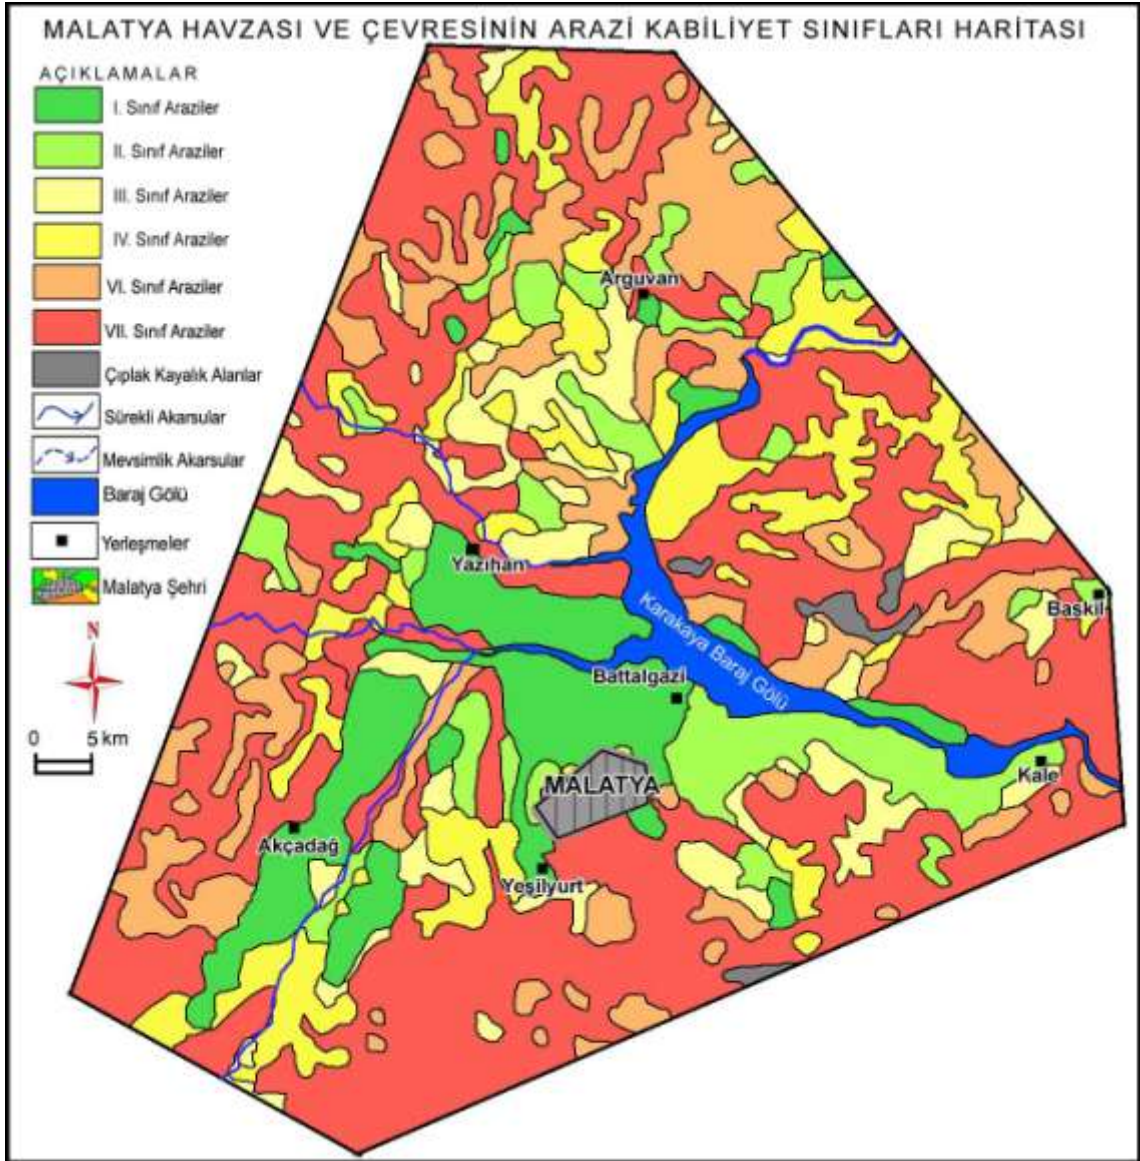 MALATYA HAVZASI VE ÇEVRESİNİN ARAZİ KABİLİYET SINIFLARI HARİTASI
AÇIKLAMALAR
I. Sınıf Araziler
II. Sınıf Araziler
III. Sınıf Araziler
IV. Sınıf Araziler
VI. Sınıf Araziler
VII. Sınıf Araziler
Çıplak Kayalık Alanlar
Sürekli Akarsular
Mevsimlik Akarsular
Baraj Gölü
Yerleşmeler
Malatya Şehri
N
0 5 km
Arguvan
Yazıhan
Baskil
Karakaya Baraj Gölü
Battalgazi
Kale
MALATYA
Akçadağ
Yeşilyurt